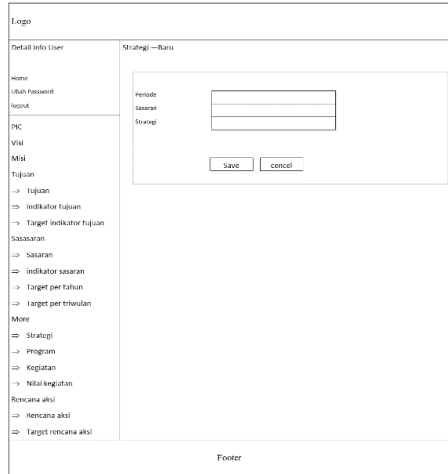 Logo
Detail info User
Strategi —Baru
Home
Ubah Password
logout
Periode
Sasaran
Strategi
Save
cencel
PIC
Visi
Misi
Tujuan
→ Tujuan
⇒ indikator tujuan
→ Target indikator tujuan
Sasasaran
⇒ Sasaran
⇒ indikator sasaran
→ Target per tahun
⇒ Target per triwulan
More
⇒ Strategi
→ Program
⇒ Kegiatan
→ Nilai kegiatan
Rencana aksi
⇒ Rencana aksi
⇒ Target rencana aksi
Footer